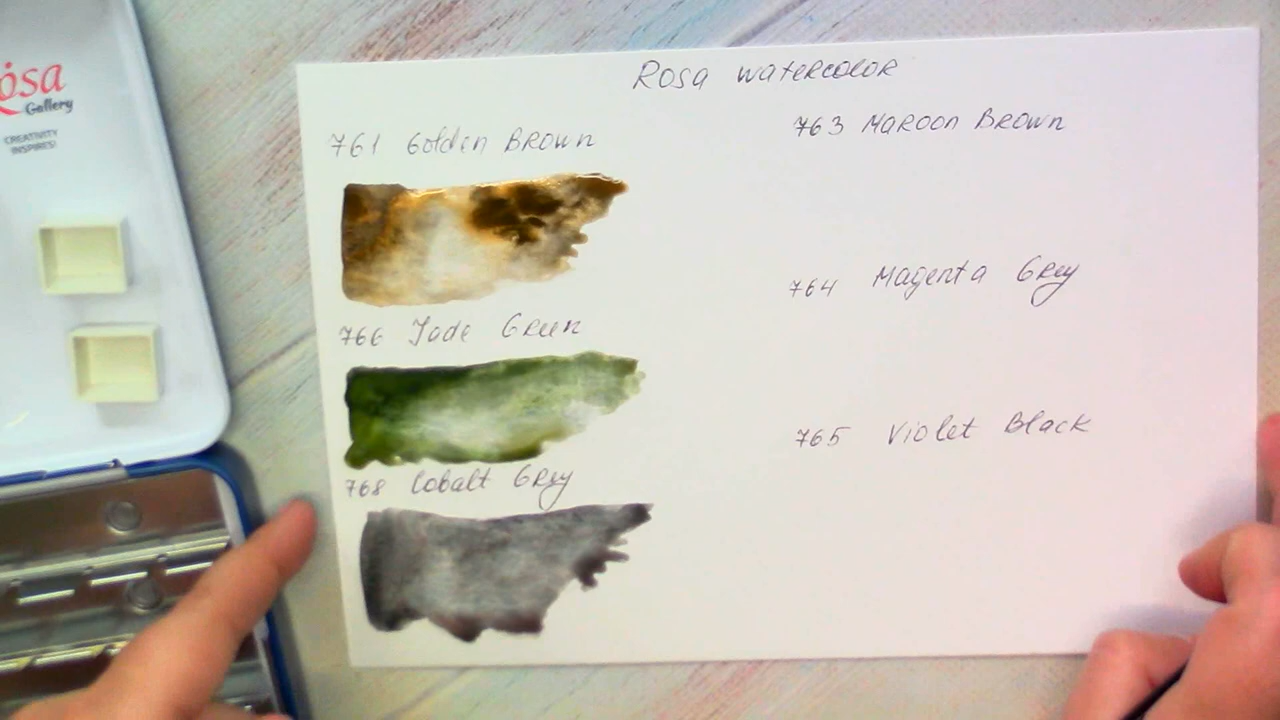 Rosa
Gallery
CREATIVITY
INSPIRES!
Rosa watercolor
761 Golden Brown
766 Jade Green
768 Cobalt Grey
763 Maroon Brown
764 Magenta Grey
765 Violet Black